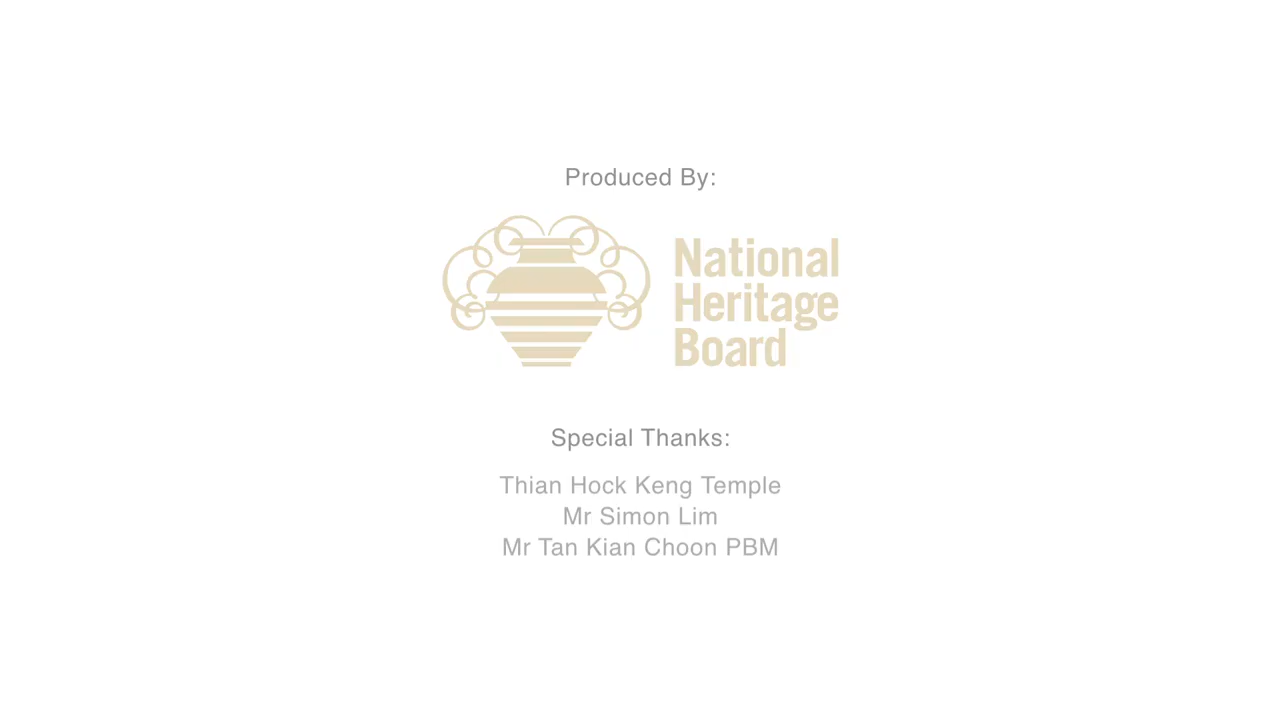 Produced By:
National
Heritage
Board
Special Thanks:
Thian Hock Keng Temple
Mr Simon Lim
Mr Tan Kian Choon PBM